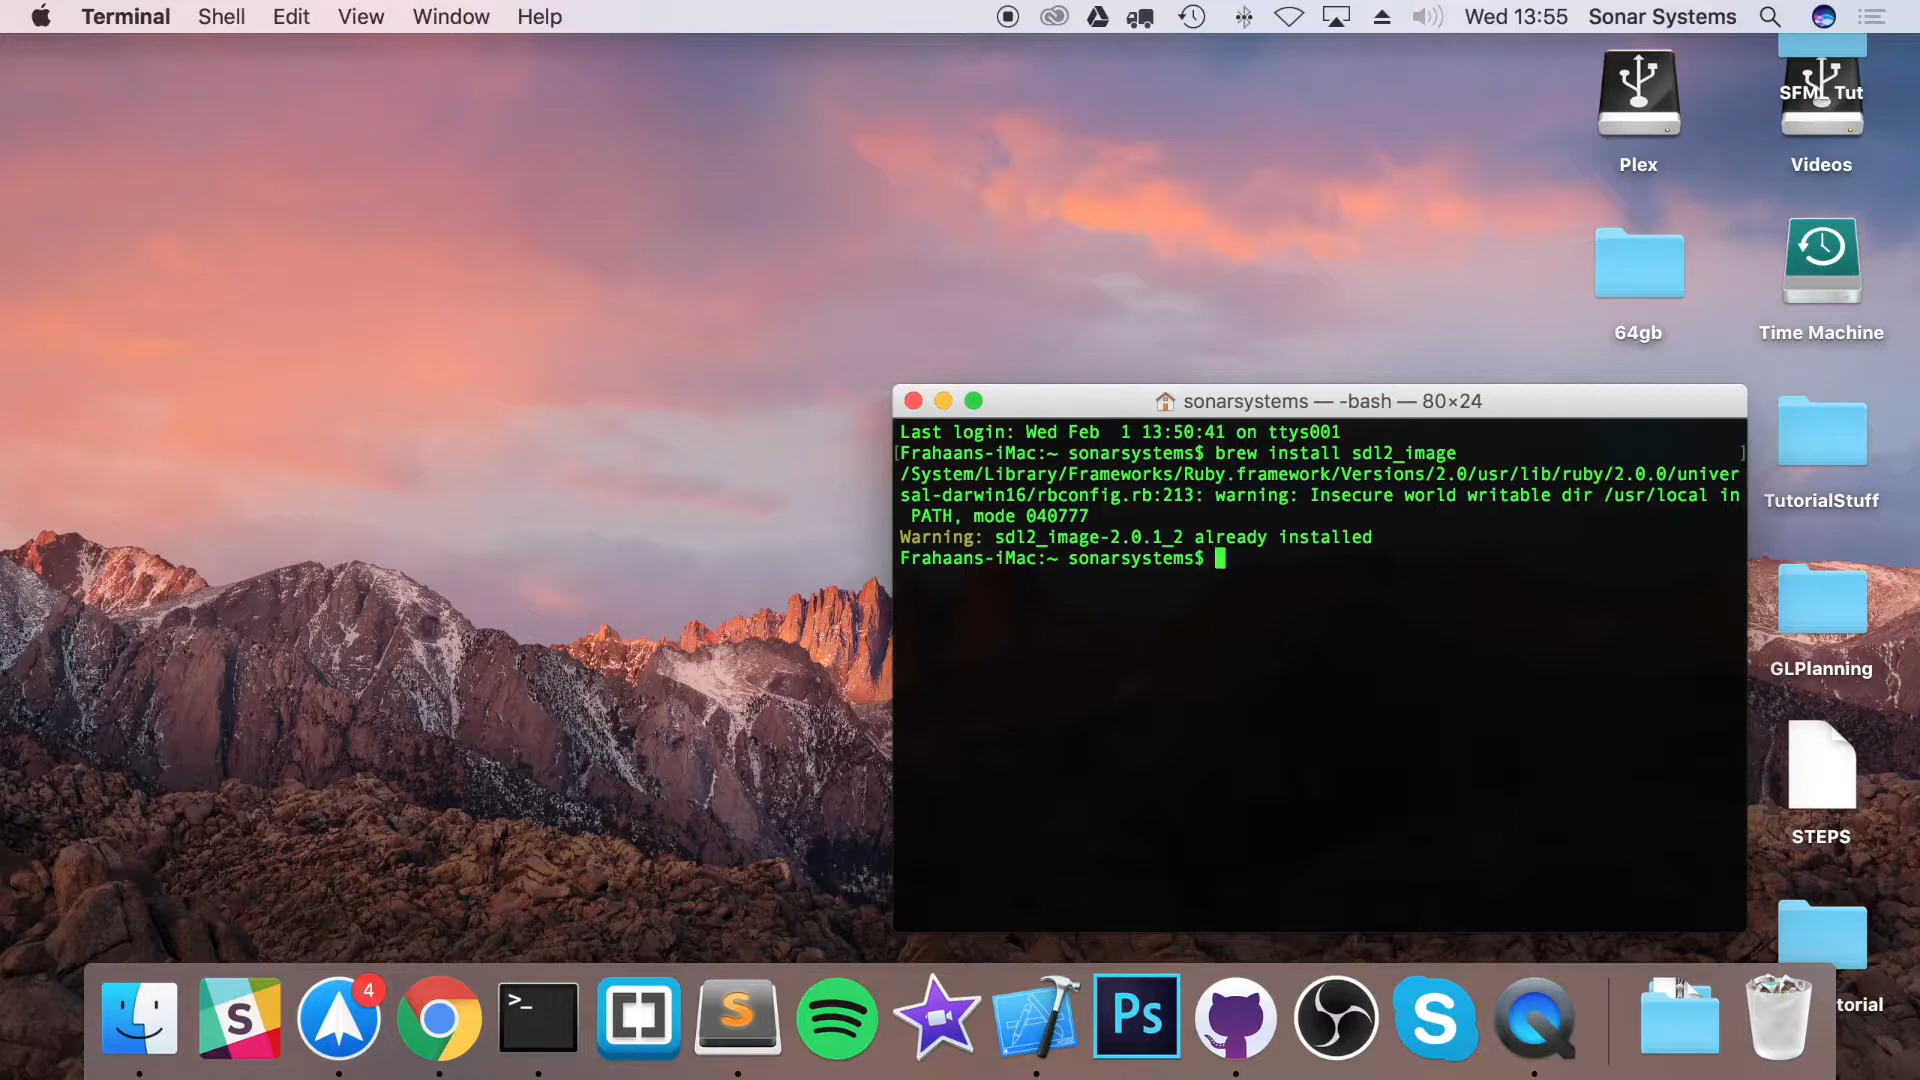 Terminal Shell Edit View Window Help Wed 13:55 Sonar Systems
SFML Tut
Plex Videos
64gb Time Machine
sonarsystems — -bash — 80×24
Last login: Wed Feb  1 13:50:41 on ttys001
[Frahaans-iMac:~ sonarsystems$ brew install sdl2_image ]
/System/Library/Frameworks/Ruby.framework/Versions/2.0/usr/lib/ruby/2.0.0/univer
sal-darwin16/rbconfig.rb:213: warning: Insecure world writable dir /usr/local in
 PATH, mode 040777
Warning: sdl2_image-2.0.1_2 already installed
Frahaans-iMac:~ sonarsystems$
TutorialStuff
GLPlanning
STEPS
torial
4
S
>_
S
Ps
S